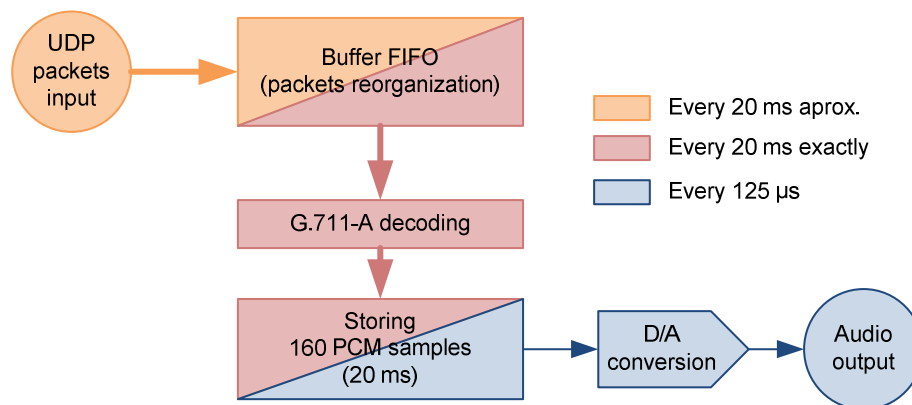 UDP
packets
input
Buffer FIFO
(packets reorganization)
Every 20 ms aprox.
Every 20 ms exactly
Every 125 µs
G.711-A decoding
Storing
160 PCM samples
(20 ms)
D/A
conversion
Audio
output